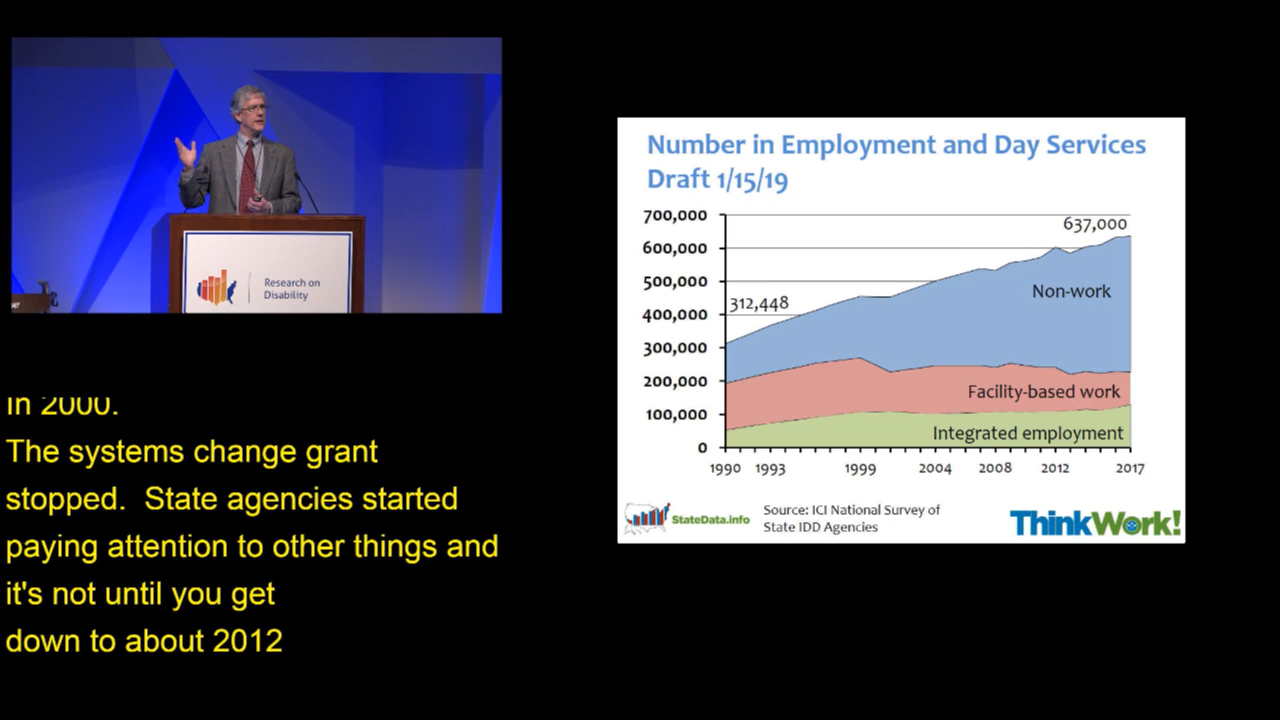 Research on
Disability
in 2000.
The systems change grant
stopped.  State agencies started
paying attention to other things and
it's not until you get
down to about 2012
Number in Employment and Day Services
Draft 1/15/19
700,000
600,000
500,000
400,000
300,000
200,000
100,000
0
637,000
312,448
Non-work
Facility-based work
Integrated employment
1990 1993 1999 2004 2008 2012 2017
StateData.info
Source: ICI National Survey of
State IDD Agencies
ThinkWork!